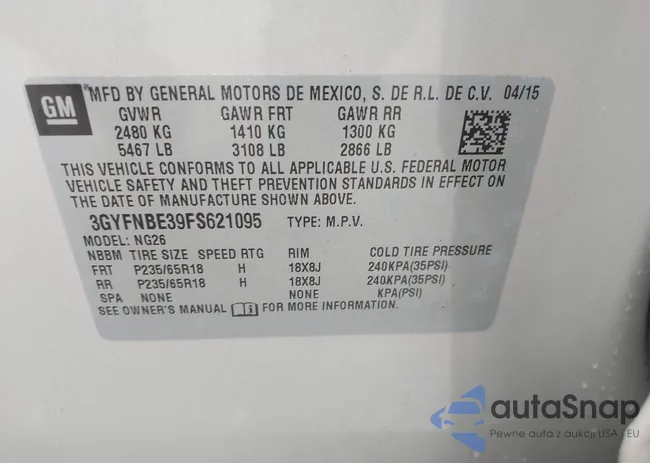 GM
MFD BY GENERAL MOTORS DE MEXICO, S. DE R.L. DE C.V. 04/15
GVWR GAWR FRT GAWR RR
2480 KG 1410 KG 1300 KG
5467 LB 3108 LB 2866 LB
THIS VEHICLE CONFORMS TO ALL APPLICABLE U.S. FEDERAL MOTOR
VEHICLE SAFETY AND THEFT PREVENTION STANDARDS IN EFFECT ON
THE DATE OF MANUFACTURE SHOWN ABOVE.
3GYFNBE39FS621095 TYPE: M.P.V.
MODEL: NG26
NBBM TIRE SIZE SPEED RTG RIM COLD TIRE PRESSURE
FRT P235/65R18 H 18X8J 240KPA(35PSI)
RR P235/65R18 H 18X8J 240KPA(35PSI)
SPA NONE NONE KPA(PSI)
SEE OWNER'S MANUAL FOR MORE INFORMATION.
autaSnap
Pewne auta z aukcji USA i EU